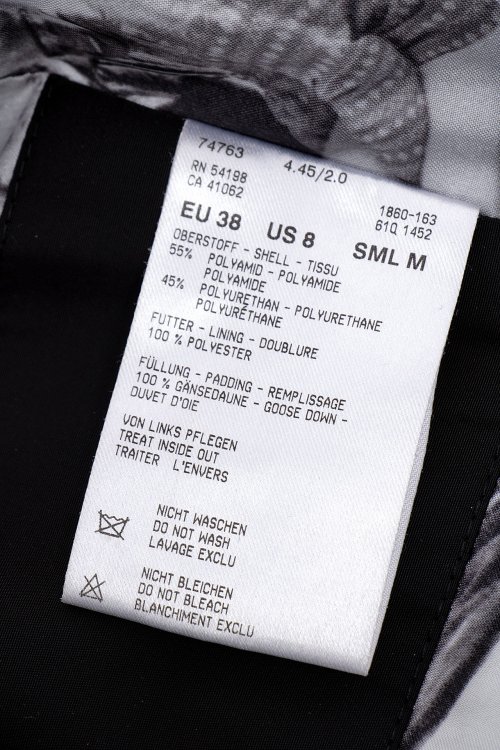 74763 4.45/2.0
RN 54198 1860-163
CA 41062 61Q 1452
EU 38 US 8 SML M
OBERSTOFF - SHELL - TISSU
55% POLYAMID - POLYAMIDE
POLYAMIDE
45% POLYURETHAN - POLYURETHANE
POLYURÉTHANE
FUTTER - LINING - DOUBLURE
100 % POLYESTER
FÜLLUNG - PADDING - REMPLISSAGE
100 % GÄNSEDAUNE - GOOSE DOWN -
DUVET D'OIE
VON LINKS PFLEGEN
TREAT INSIDE OUT
TRAITER L'ENVERS
NICHT WASCHEN
DO NOT WASH
LAVAGE EXCLU
NICHT BLEICHEN
DO NOT BLEACH
BLANCHIMENT EXCLU